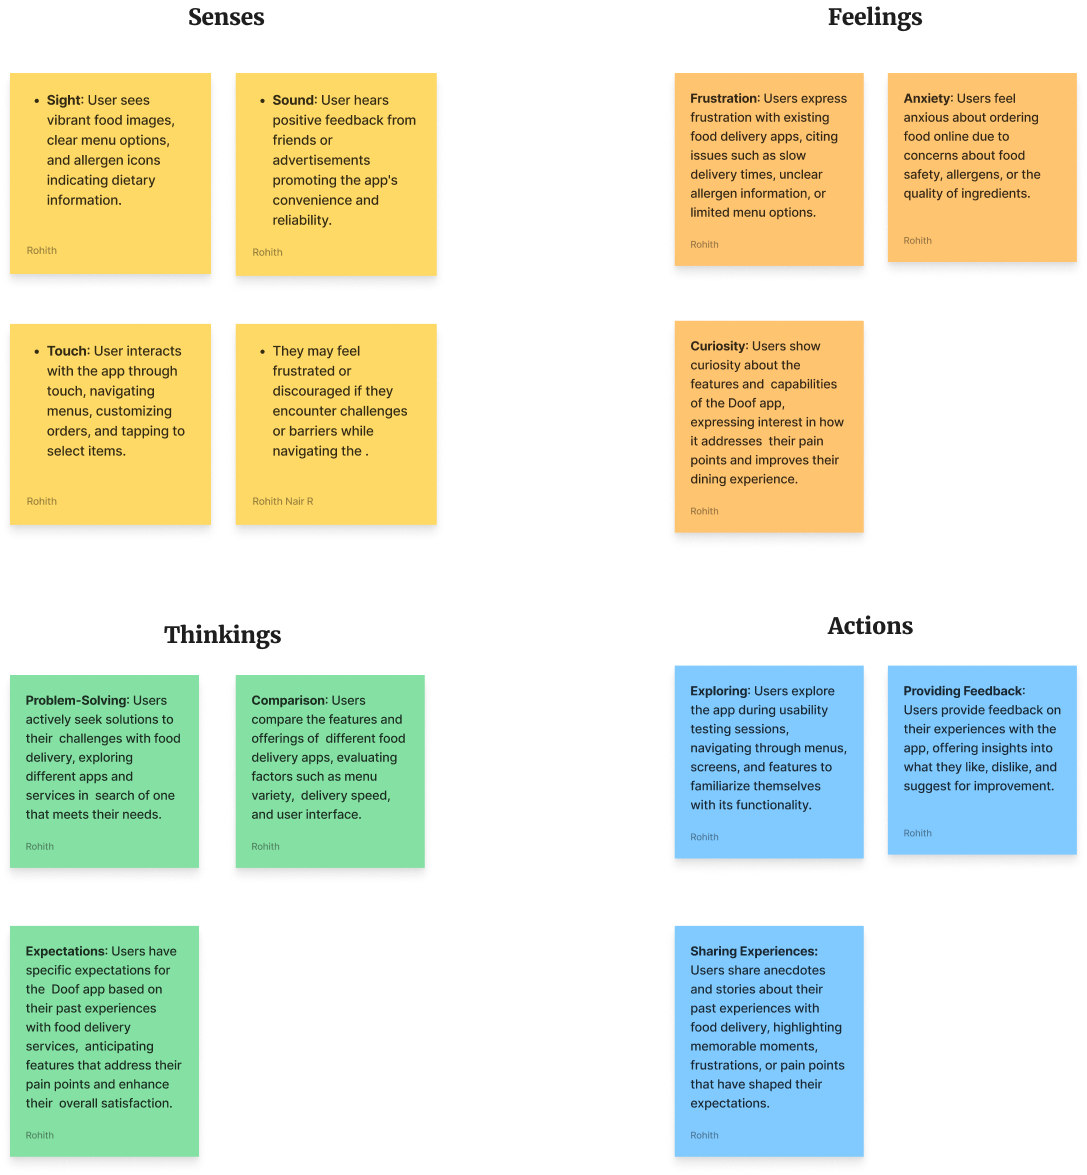 Senses
• Sight: User sees
vibrant food images,
clear menu options,
and allergen icons
indicating dietary
information.
Rohith
• Sound: User hears
positive feedback from
friends or
advertisements
promoting the app's
convenience and
reliability.
Rohith
• Touch: User interacts
with the app through
touch, navigating
menus, customizing
orders, and tapping to
select items.
Rohith
• They may feel
frustrated or
discouraged if they
encounter challenges
or barriers while
navigating the .
Rohith Nair R
Feelings
Frustration: Users express
frustration with existing
food delivery apps, citing
issues such as slow
delivery times, unclear
allergen information, or
limited menu options.
Rohith
Anxiety: Users feel
anxious about ordering
food online due to
concerns about food
safety, allergens, or the
quality of ingredients.
Rohith
Curiosity: Users show
curiosity about the
features and  capabilities
of the Doof app,
expressing interest in how
it addresses  their pain
points and improves their
dining experience.
Rohith
Thinkings
Problem-Solving: Users
actively seek solutions to
their  challenges with food
delivery, exploring
different apps and
services in  search of one
that meets their needs.
Rohith
Comparison: Users
compare the features and
offerings of  different food
delivery apps, evaluating
factors such as menu
variety,  delivery speed,
and user interface.
Rohith
Expectations: Users have
specific expectations for
the  Doof app based on
their past experiences
with food delivery
services,  anticipating
features that address their
pain points and enhance
their  overall satisfaction.
Rohith
Actions
Exploring: Users explore
the app during usability
testing sessions,
navigating through menus,
screens, and features to
familiarize themselves
with its functionality.
Rohith
Providing Feedback:
Users provide feedback on
their experiences with the
app, offering insights into
what they like, dislike, and
suggest for improvement.
Rohith
Sharing Experiences:
Users share anecdotes
and stories about their
past experiences with
food delivery, highlighting
memorable moments,
frustrations, or pain points
that have shaped their
expectations.
Rohith